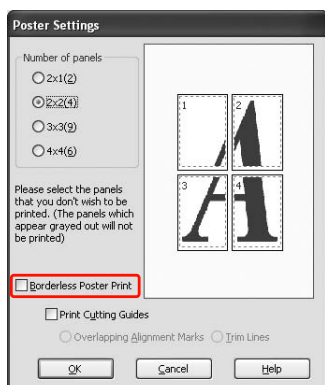 Poster Settings
Number of panels
2x1(2)
2x2(4)
3x3(9)
4x4(6)
1
2
3
4
Please select the panels
that you don't wish to be
printed. (The panels which
appear grayed out will not
be printed)
Borderless Poster Print
Print Cutting Guides
Overlapping Alignment Marks
Trim Lines
OK
Cancel
Help